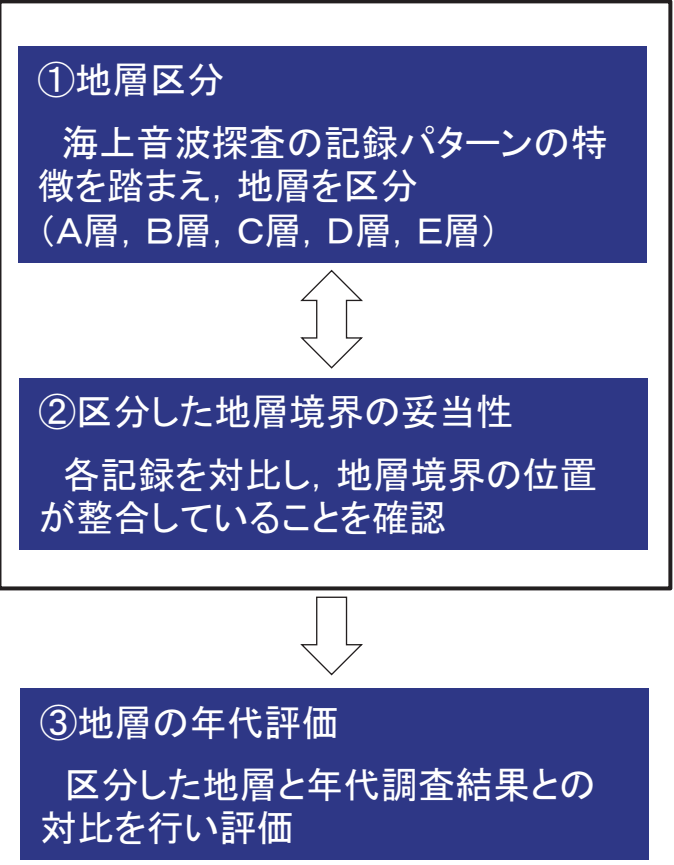 ①地層区分
海上音波探査の記録パターンの特
徴を踏まえ，地層を区分
（A層，B層，C層，D層，E層）
②区分した地層境界の妥当性
各記録を対比し，地層境界の位置
が整合していることを確認
③地層の年代評価
区分した地層と年代調査結果との
対比を行い評価